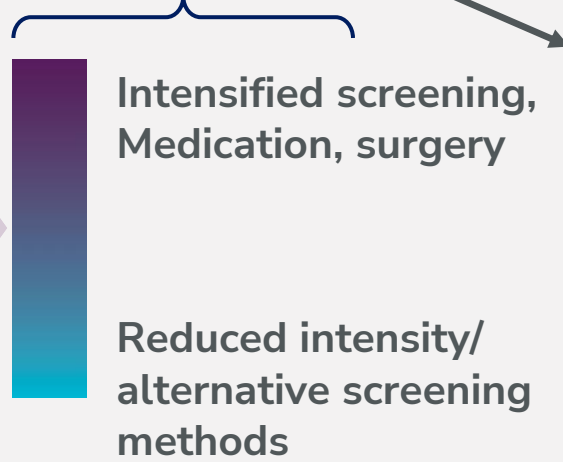 Intensified screening,
Medication, surgery
Reduced intensity/
alternative screening
methods